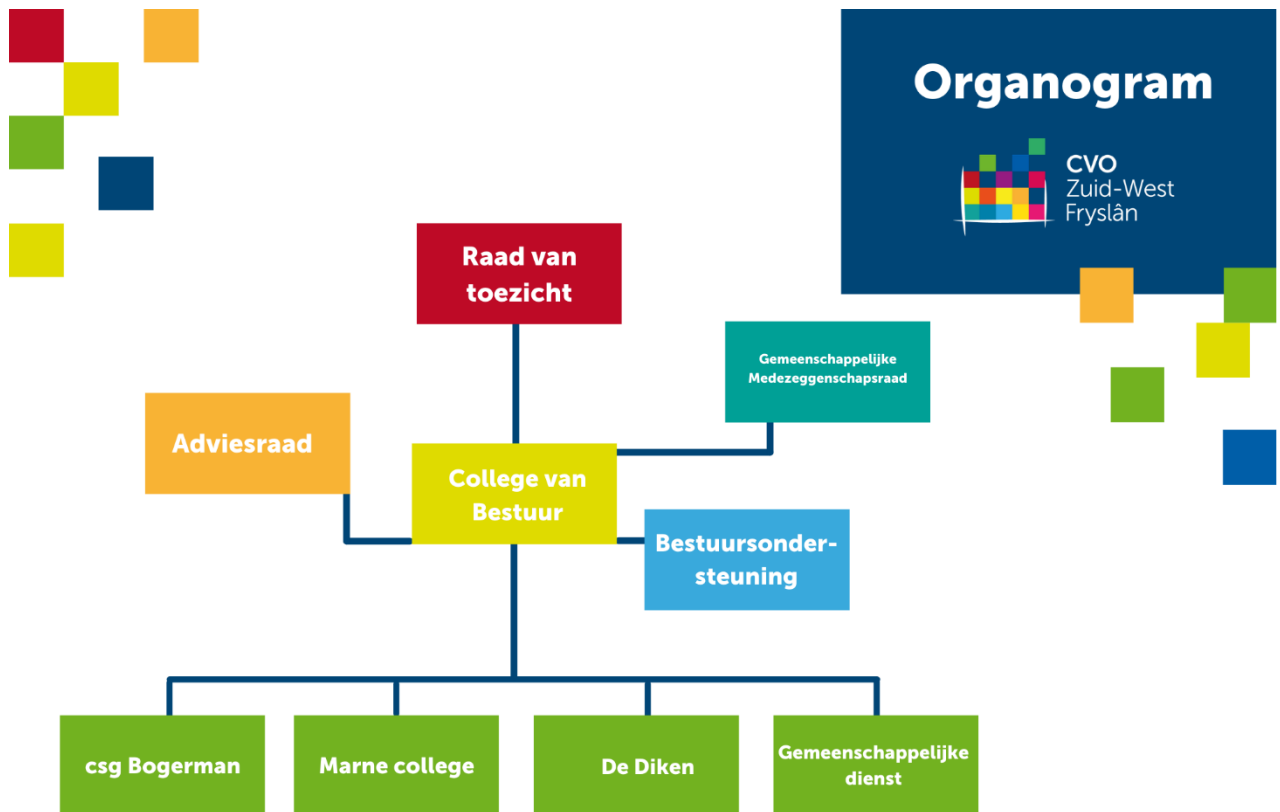 Organogram
CVO
Zuid-West
Fryslân
Raad van
toezicht
Gemeenschappelijke
Medezeggenschapsraad
Adviesraad
College van
Bestuur
Bestuursonder-
steuning
csg Bogerman
Marne college
De Diken
Gemeenschappelijke
dienst